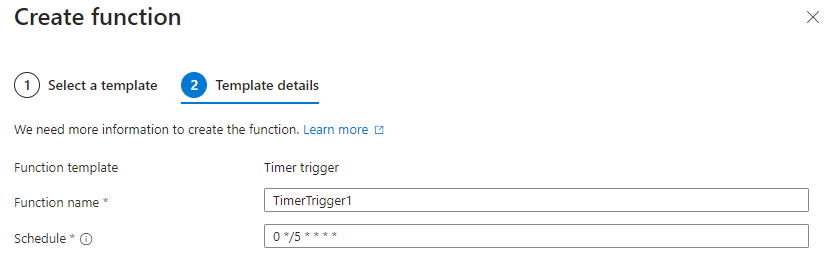 Create function
1 Select a template 2 Template details
We need more information to create the function. Learn more
Function template Timer trigger
Function name * TimerTrigger1
Schedule * 0 */5 * * * *